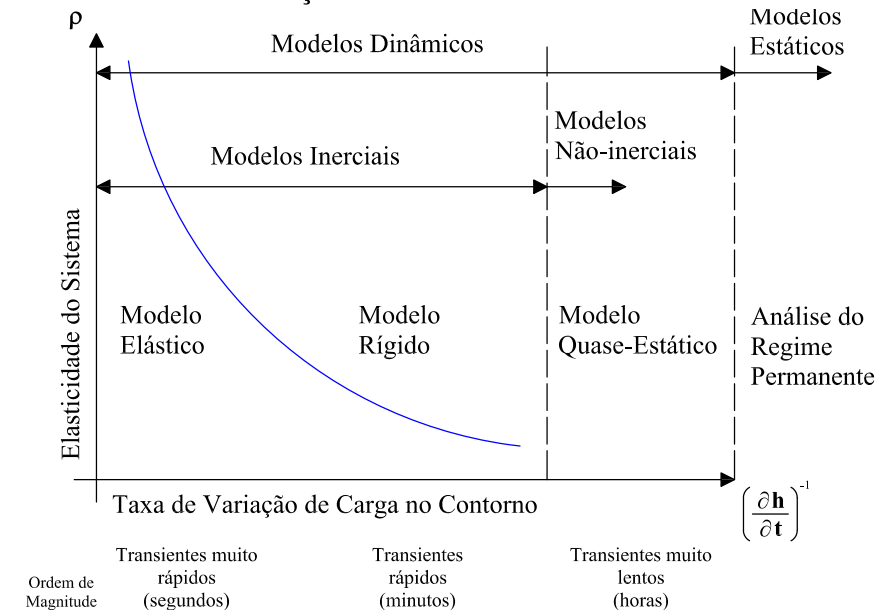 ρ
Modelos
Estáticos
Modelos Dinâmicos
Modelos
Não-inerciais
Modelos Inerciais
Elasticidade do Sistema
Modelo
Elástico
Modelo
Rígido
Modelo
Quase-Estático
Análise do
Regime
Permanente
Taxa de Variação de Carga no Contorno
(∂h/∂t)⁻¹
Transientes muito
rápidos
(segundos)
Transientes
rápidos
(minutos)
Transientes muito
lentos
(horas)
Ordem de
Magnitude